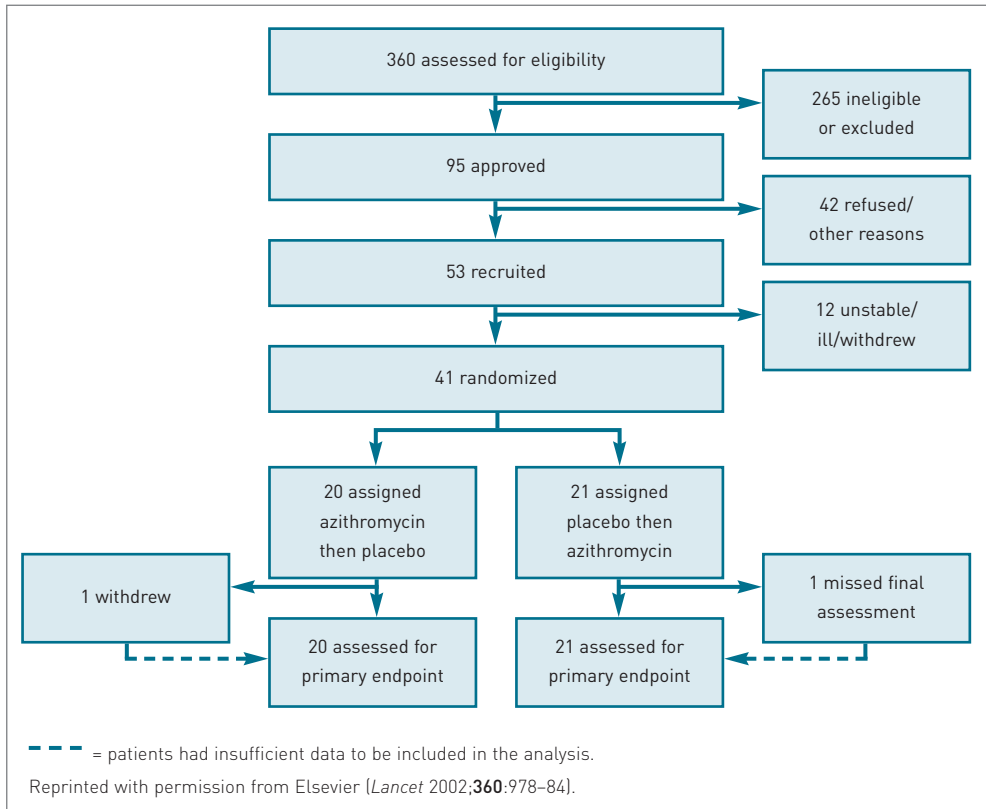 360 assessed for eligibility
265 ineligible
or excluded
95 approved
42 refused/
other reasons
53 recruited
12 unstable/
ill/withdrew
41 randomized
20 assigned
azithromycin
then placebo
21 assigned
placebo then
azithromycin
1 withdrew
1 missed final
assessment
20 assessed for
primary endpoint
21 assessed for
primary endpoint
= patients had insufficient data to be included in the analysis.
Reprinted with permission from Elsevier (Lancet 2002;360:978–84).